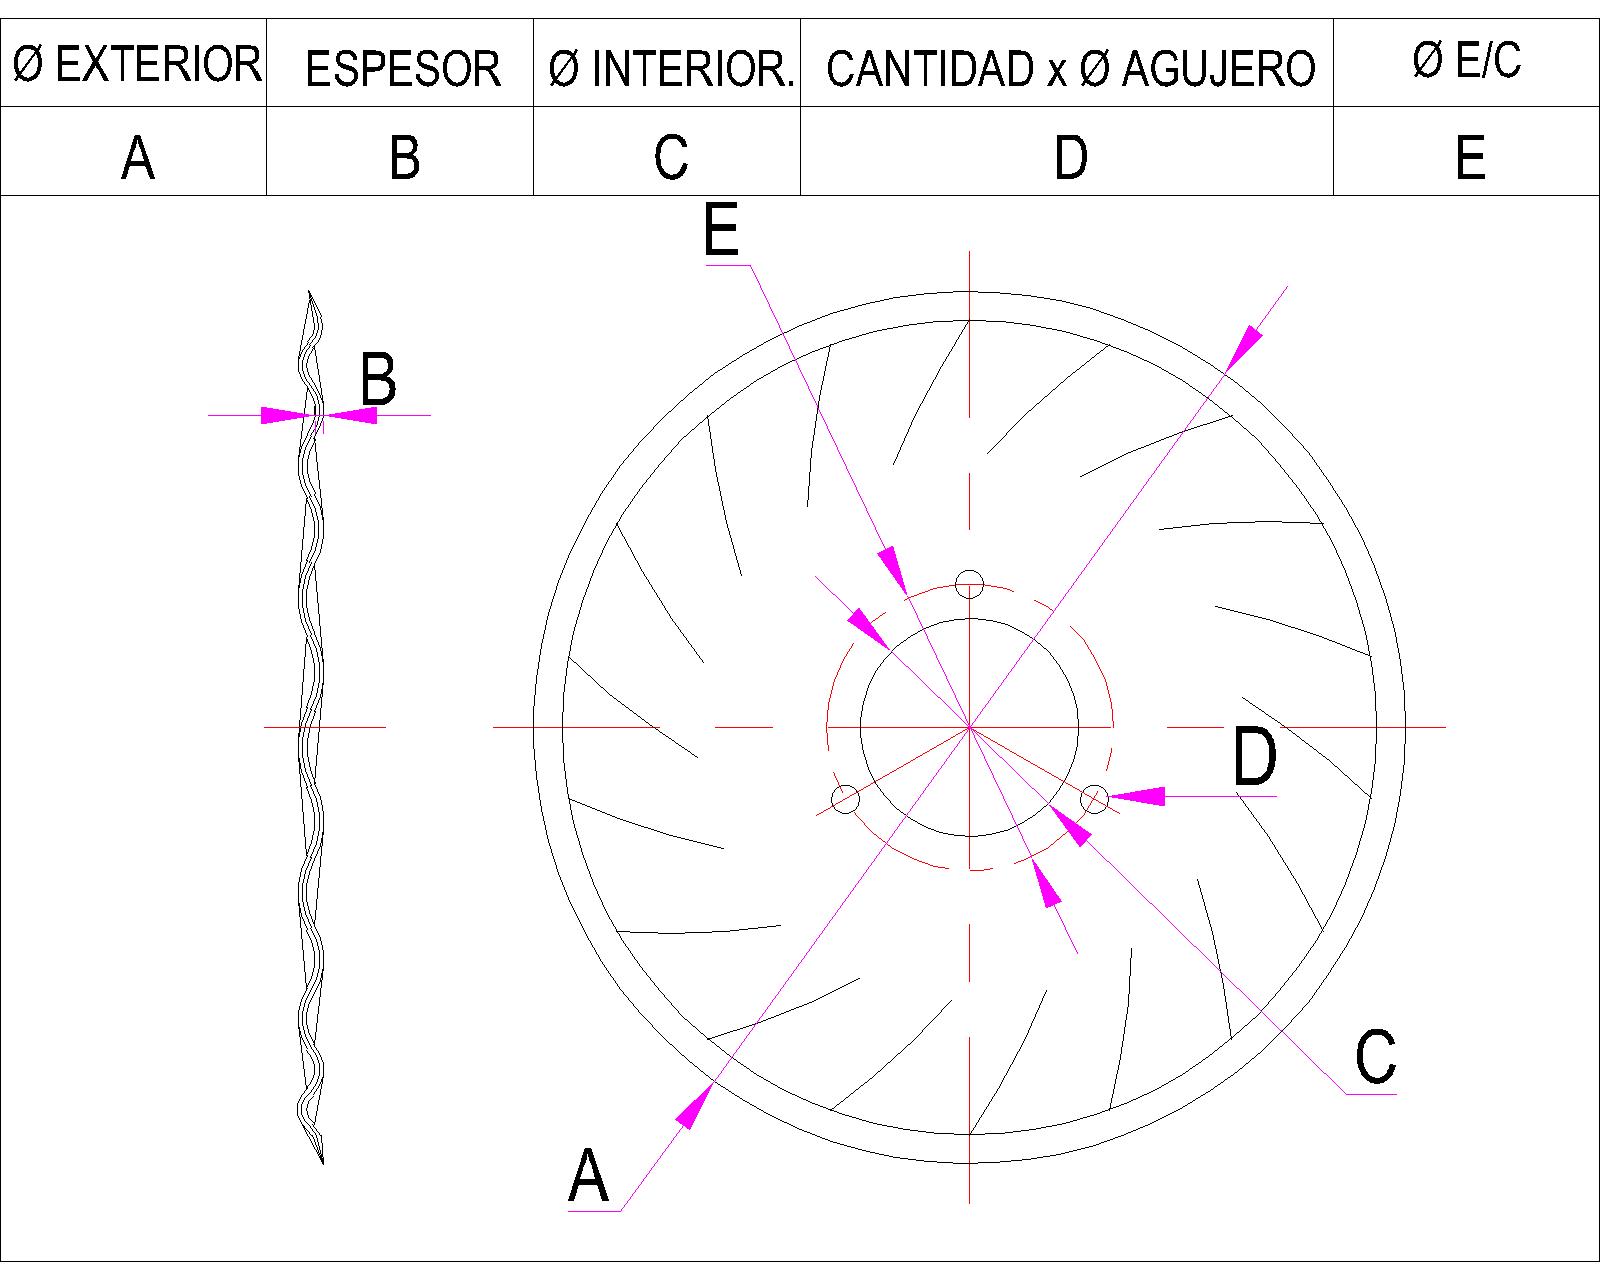 Ø EXTERIOR ESPESOR Ø INTERIOR. CANTIDAD x Ø AGUJERO Ø E/C
A B C D E
E
B
D
C
A